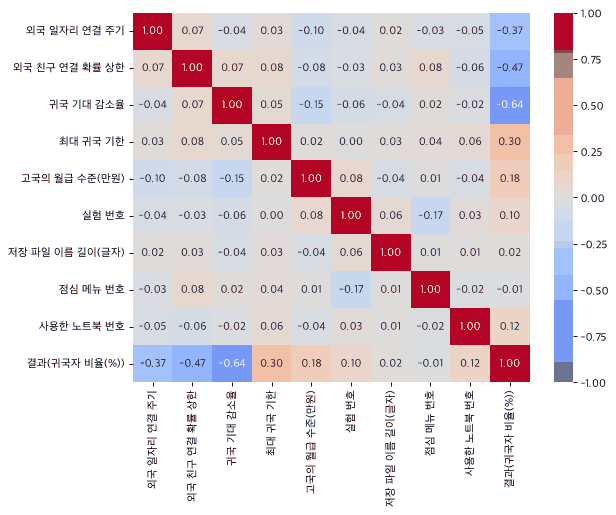 외국 일자리 연결 주기 1.00 0.07 -0.04 0.03 -0.10 -0.04 0.02 -0.03 -0.05 -0.37
외국 친구 연결 확률 상한 0.07 1.00 0.07 0.08 -0.08 -0.03 0.03 0.08 -0.06 -0.47
귀국 기대 감소율 -0.04 0.07 1.00 0.05 -0.15 -0.06 -0.04 0.02 -0.02 -0.64
최대 귀국 기한 0.03 0.08 0.05 1.00 0.02 0.00 0.03 0.04 0.06 0.30
고국의 월급 수준(만원) -0.10 -0.08 -0.15 0.02 1.00 0.08 -0.04 0.01 -0.04 0.18
실험 번호 -0.04 -0.03 -0.06 0.00 0.08 1.00 0.06 -0.17 0.03 0.10
저장 파일 이름 길이(글자) 0.02 0.03 -0.04 0.03 -0.04 0.06 1.00 0.01 0.01 0.02
점심 메뉴 번호 -0.03 0.08 0.02 0.04 0.01 -0.17 0.01 1.00 -0.02 -0.01
사용한 노트북 번호 -0.05 -0.06 -0.02 0.06 -0.04 0.03 0.01 -0.02 1.00 0.12
결과(귀국자 비율(%)) -0.37 -0.47 -0.64 0.30 0.18 0.10 0.02 -0.01 0.12 1.00
외국 일자리 연결 주기
외국 친구 연결 확률 상한
귀국 기대 감소율
최대 귀국 기한
고국의 월급 수준(만원)
실험 번호
저장 파일 이름 길이(글자)
점심 메뉴 번호
사용한 노트북 번호
결과(귀국자 비율(%))
1.00
0.75
0.50
0.25
0.00
-0.25
-0.50
-0.75
-1.00